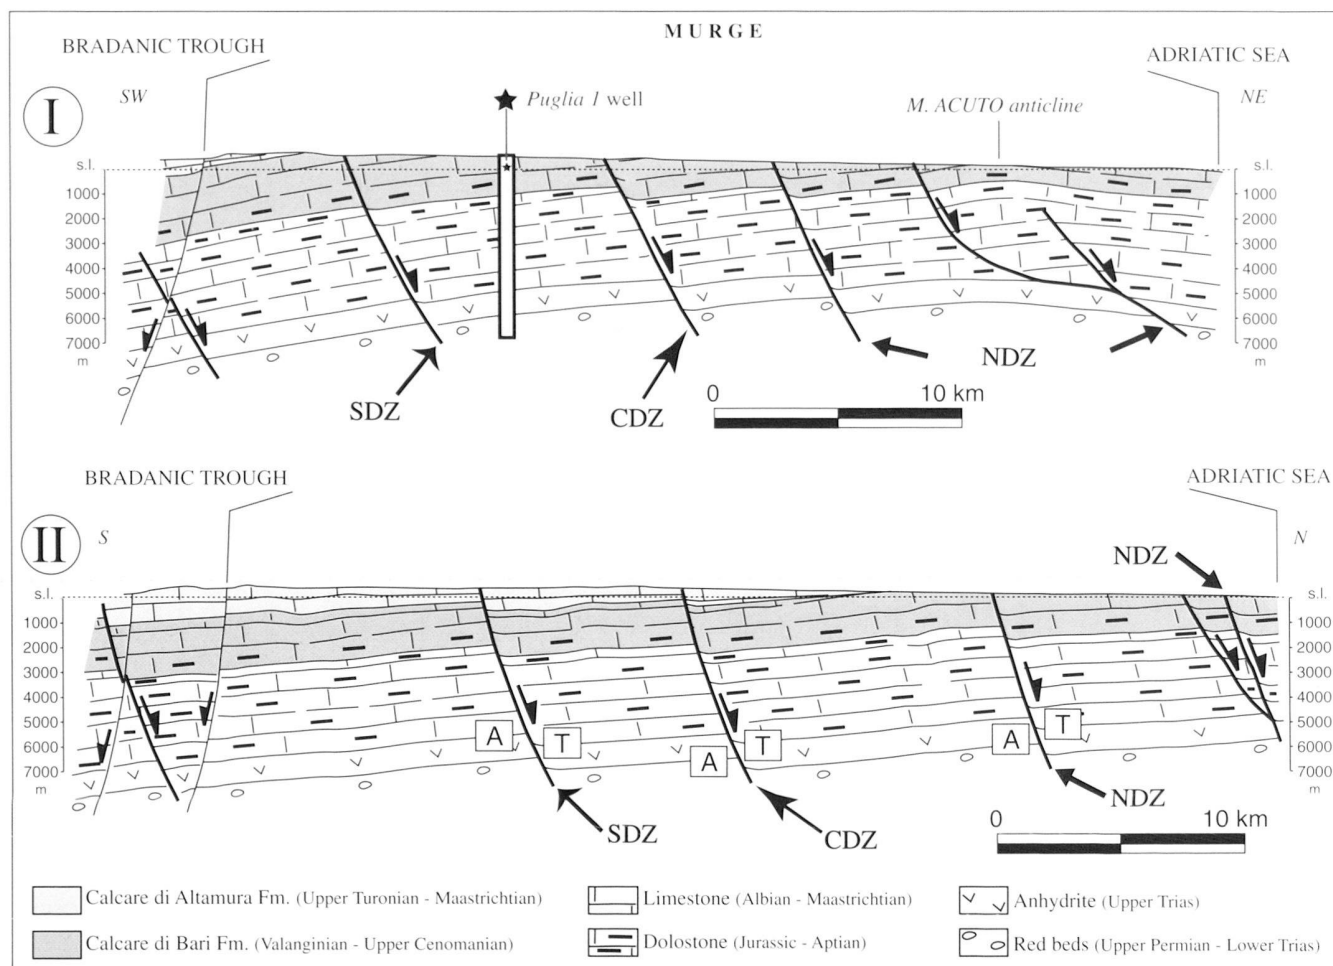 MURGE
BRADANIC TROUGH
ADRIATIC SEA
I
SW
Puglia 1 well
M. ACUTO anticline
NE
s.l.
1000
2000
3000
4000
5000
6000
7000
m
s.l.
1000
2000
3000
4000
5000
6000
7000
m
SDZ
CDZ
NDZ
0 10 km
BRADANIC TROUGH
ADRIATIC SEA
II
S
N
NDZ
s.l.
1000
2000
3000
4000
5000
6000
7000
m
s.l.
1000
2000
3000
4000
5000
6000
7000
m
A T
A T
A T
SDZ
CDZ
NDZ
0 10 km
Calcare di Altamura Fm. (Upper Turonian - Maastrichtian)
Limestone (Albian - Maastrichtian)
Anhydrite (Upper Trias)
Calcare di Bari Fm. (Valanginian - Upper Cenomanian)
Dolostone (Jurassic - Aptian)
Red beds (Upper Permian - Lower Trias)